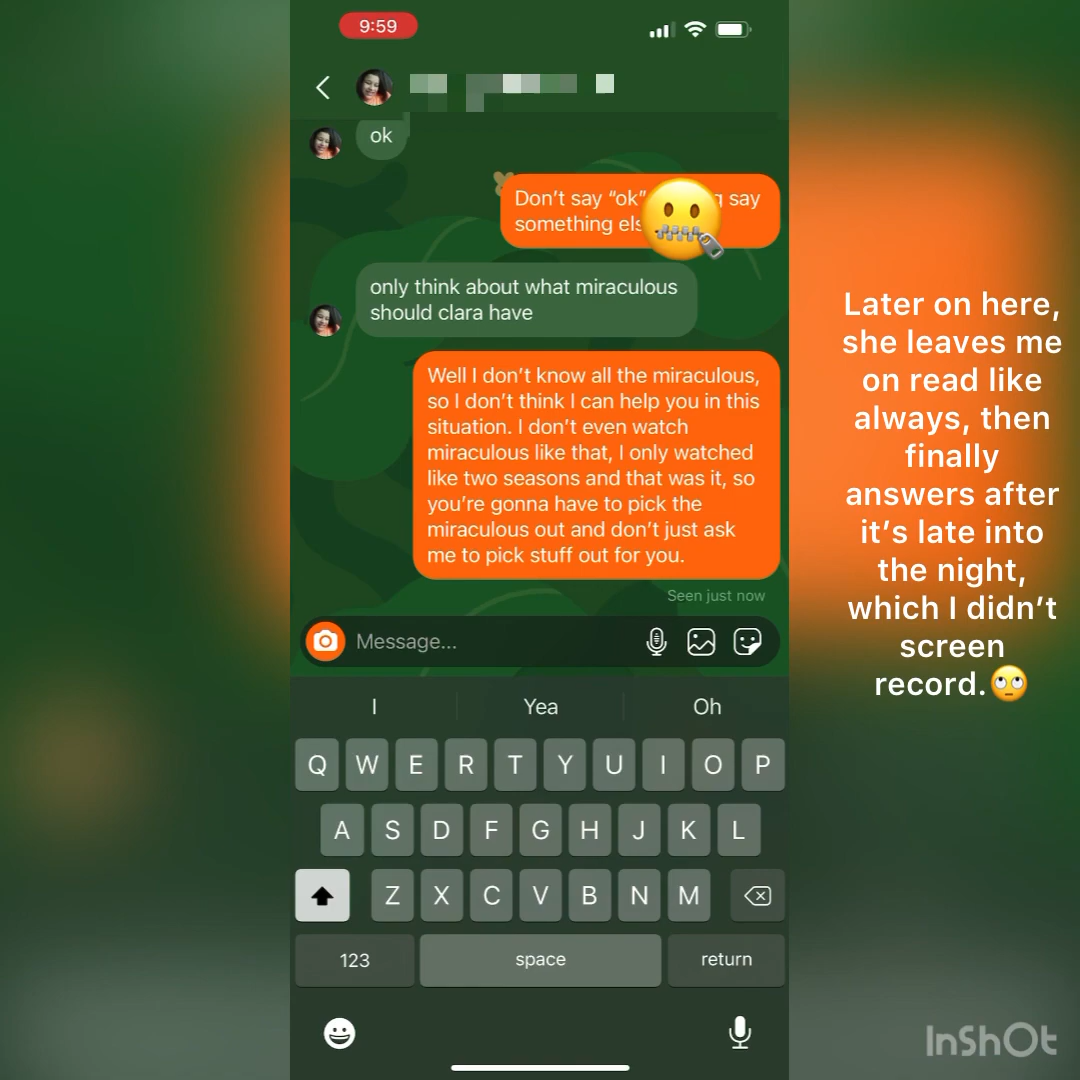 9:59
ok
Don't say “ok” say
something els
only think about what miraculous
should clara have
Well I don't know all the miraculous,
so I don't think I can help you in this
situation. I don't even watch
miraculous like that, I only watched
like two seasons and that was it, so
you're gonna have to pick the
miraculous out and don't just ask
me to pick stuff out for you.
Seen just now
Message...
I Yea Oh
Q W E R T Y U I O P
A S D F G H J K L
Z X C V B N M
123 space return
Later on here,
she leaves me
on read like
always, then
finally
answers after
it's late into
the night,
which I didn't
screen
record.🙄
InShOt